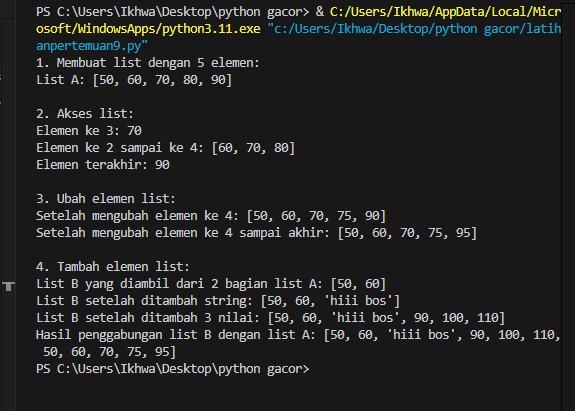 PS C:\Users\Ikhwa\Desktop\python gacor> & C:/Users/Ikhwa/AppData/Local/Micr
osoft/WindowsApps/python3.11.exe "c:/Users/Ikhwa/Desktop/python gacor/latih
anpertemuan9.py"
1. Membuat list dengan 5 elemen:
List A: [50, 60, 70, 80, 90]

2. Akses list:
Elemen ke 3: 70
Elemen ke 2 sampai ke 4: [60, 70, 80]
Elemen terakhir: 90

3. Ubah elemen list:
Setelah mengubah elemen ke 4: [50, 60, 70, 75, 90]
Setelah mengubah elemen ke 4 sampai akhir: [50, 60, 70, 75, 95]

4. Tambah elemen list:
List B yang diambil dari 2 bagian list A: [50, 60]
List B setelah ditambah string: [50, 60, 'hiii bos']
List B setelah ditambah 3 nilai: [50, 60, 'hiii bos', 90, 100, 110]
Hasil penggabungan list B dengan list A: [50, 60, 'hiii bos', 90, 100, 110,
 50, 60, 70, 75, 95]
PS C:\Users\Ikhwa\Desktop\python gacor>